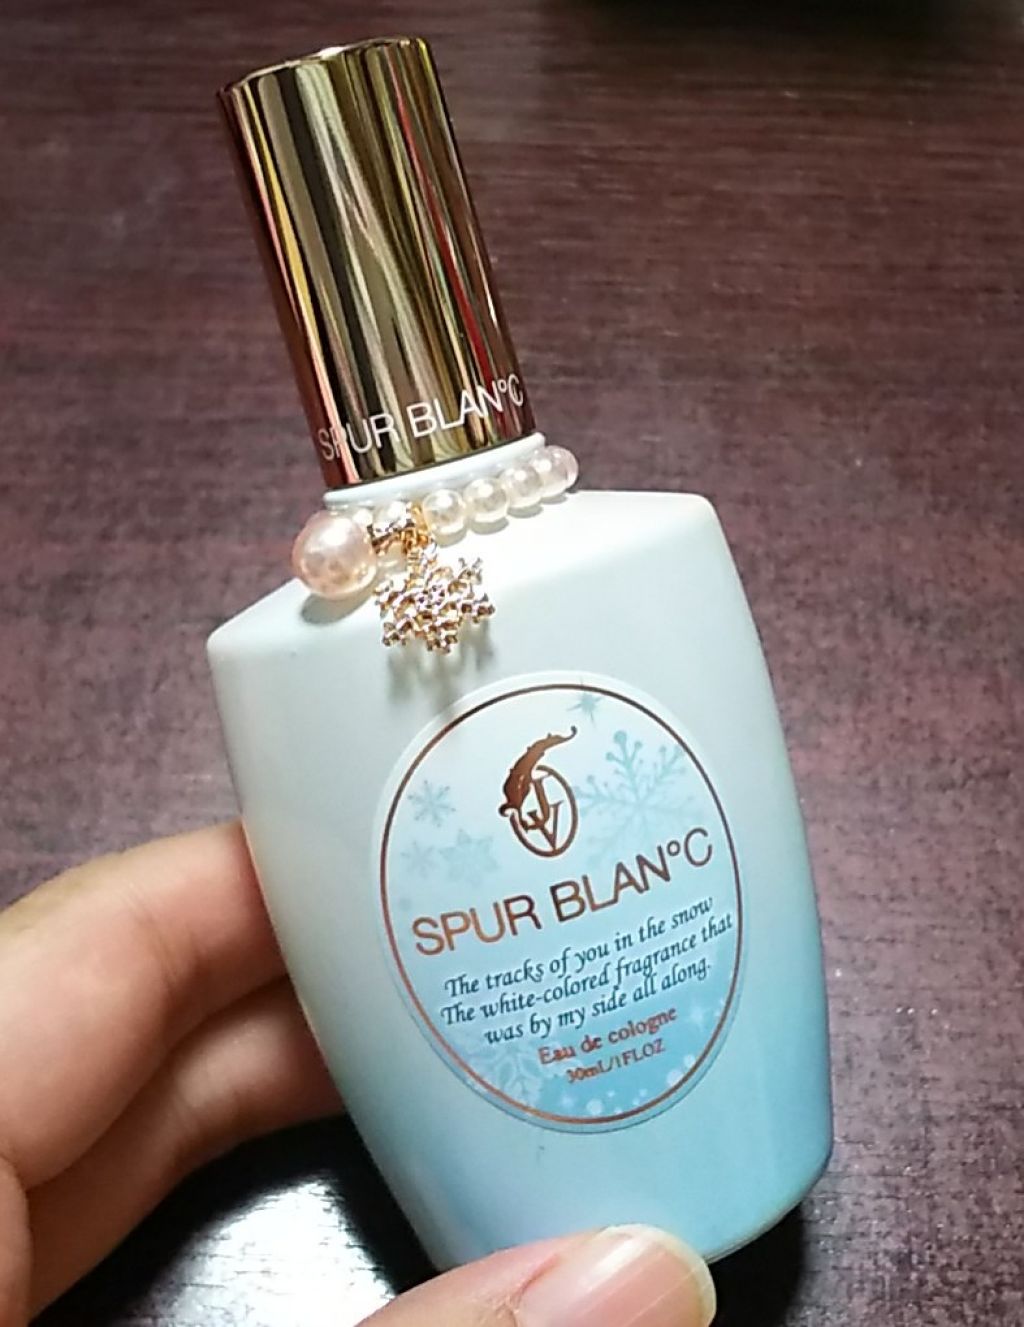 SPUR BLAN°C
JV
SPUR BLAN°C
The tracks of you in the snow
The white-colored fragrance that
was by my side all along.
Eau de cologne
30mL/1FLOZ